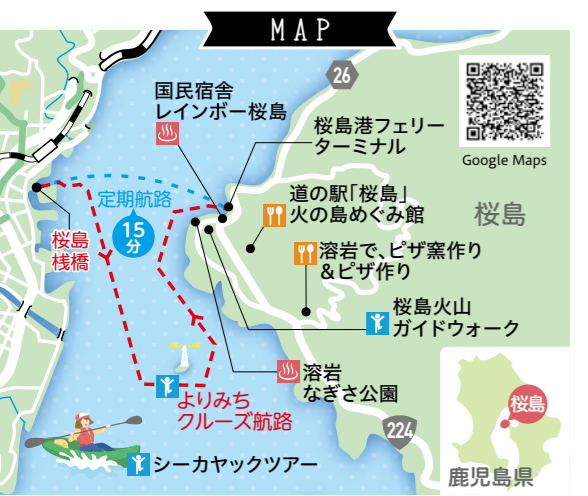 MAP
26
国民宿舎
レインボー桜島
桜島港フェリー
ターミナル
Google Maps
定期航路
15
分
道の駅「桜島」
火の島めぐみ館
桜島
桜島
桟橋
溶岩で、ピザ窯作り
&ピザ作り
桜島火山
ガイドウォーク
溶岩
なぎさ公園
よりみち
クルーズ航路
224
シーカヤックツアー
桜島
鹿児島県